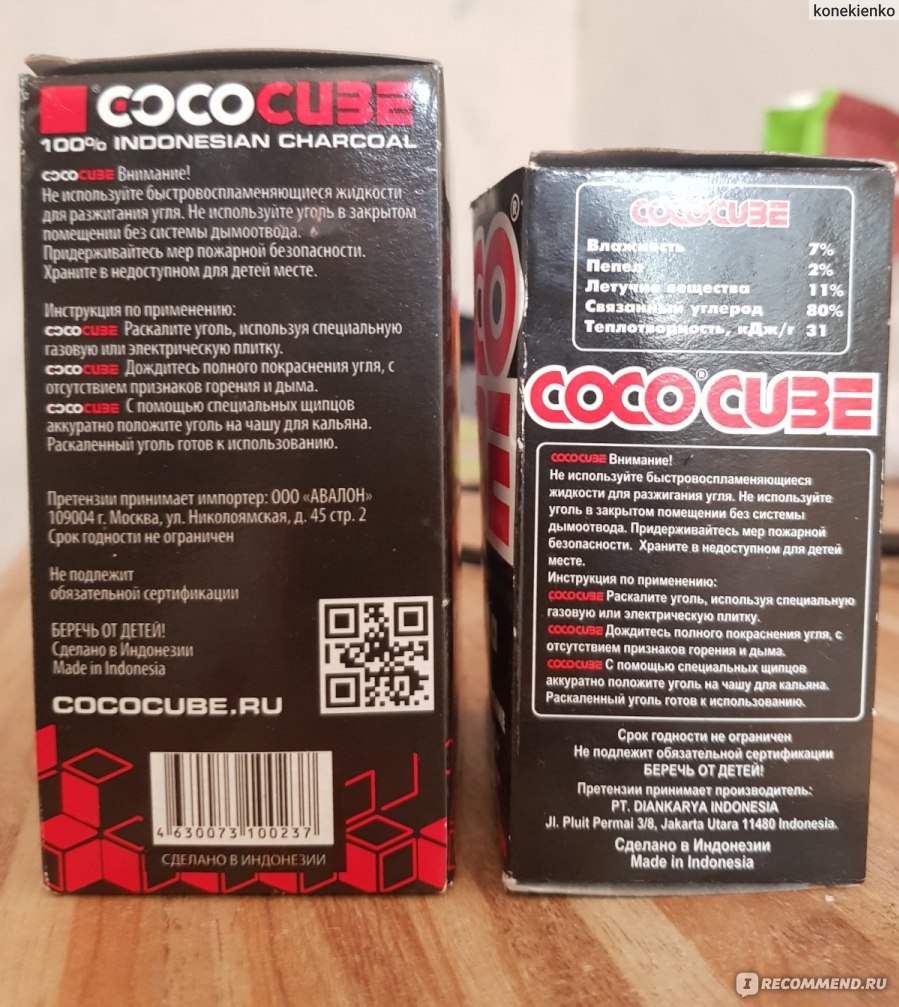 konekienko
COCOCUBE
100% INDONESIAN CHARCOAL
COCOCUBE Внимание!
Не используйте быстровоспламеняющиеся жидкости
для разжигания угля. Не используйте уголь в закрытом
помещении без системы дымоотвода.
Придерживайтесь мер пожарной безопасности.
Храните в недоступном для детей месте.
Инструкция по применению:
COCOCUBE Раскалите уголь, используя специальную
газовую или электрическую плитку.
COCOCUBE Дождитесь полного покраснения угля, с
отсутствием признаков горения и дыма.
COCOCUBE С помощью специальных щипцов
аккуратно положите уголь на чашу для кальяна.
Раскаленный уголь готов к использованию.
Претензии принимает импортер: ООО «АВАЛОН»
109004 г. Москва, ул. Николоямская, д. 45 стр. 2
Срок годности не ограничен
Не подлежит
обязательной сертификации
БЕРЕЧЬ ОТ ДЕТЕЙ!
Сделано в Индонезии
Made in Indonesia
COCOCUBE.RU
4 630073 100237
СДЕЛАНО В ИНДОНЕЗИИ
COCOCUBE
Влажность 7%
Пепел 2%
Летучие вещества 11%
Связанный углерод 80%
Теплотворность, кДж/г 31
COCO®CUBE
COCOCUBE Внимание!
Не используйте быстровоспламеняющиеся
жидкости для разжигания угля. Не используйте
уголь в закрытом помещении без системы
дымоотвода. Придерживайтесь мер пожарной
безопасности. Храните в недоступном для детей
месте.
Инструкция по применению:
COCOCUBE Раскалите уголь, используя специальную
газовую или электрическую плитку.
COCOCUBE Дождитесь полного покраснения угля, с
отсутствием признаков горения и дыма.
COCOCUBE С помощью специальных щипцов
аккуратно положите уголь на чашу для кальяна.
Раскаленный уголь готов к использованию.
Срок годности не ограничен
Не подлежит обязательной сертификации
БЕРЕЧЬ ОТ ДЕТЕЙ!
Претензии принимает производитель:
PT. DIANKARYA INDONESIA
Jl. Pluit Permai 3/8, Jakarta Utara 11480 Indonesia.
Сделано в Индонезии
Made in Indonesia
IRECOMMEND.RU